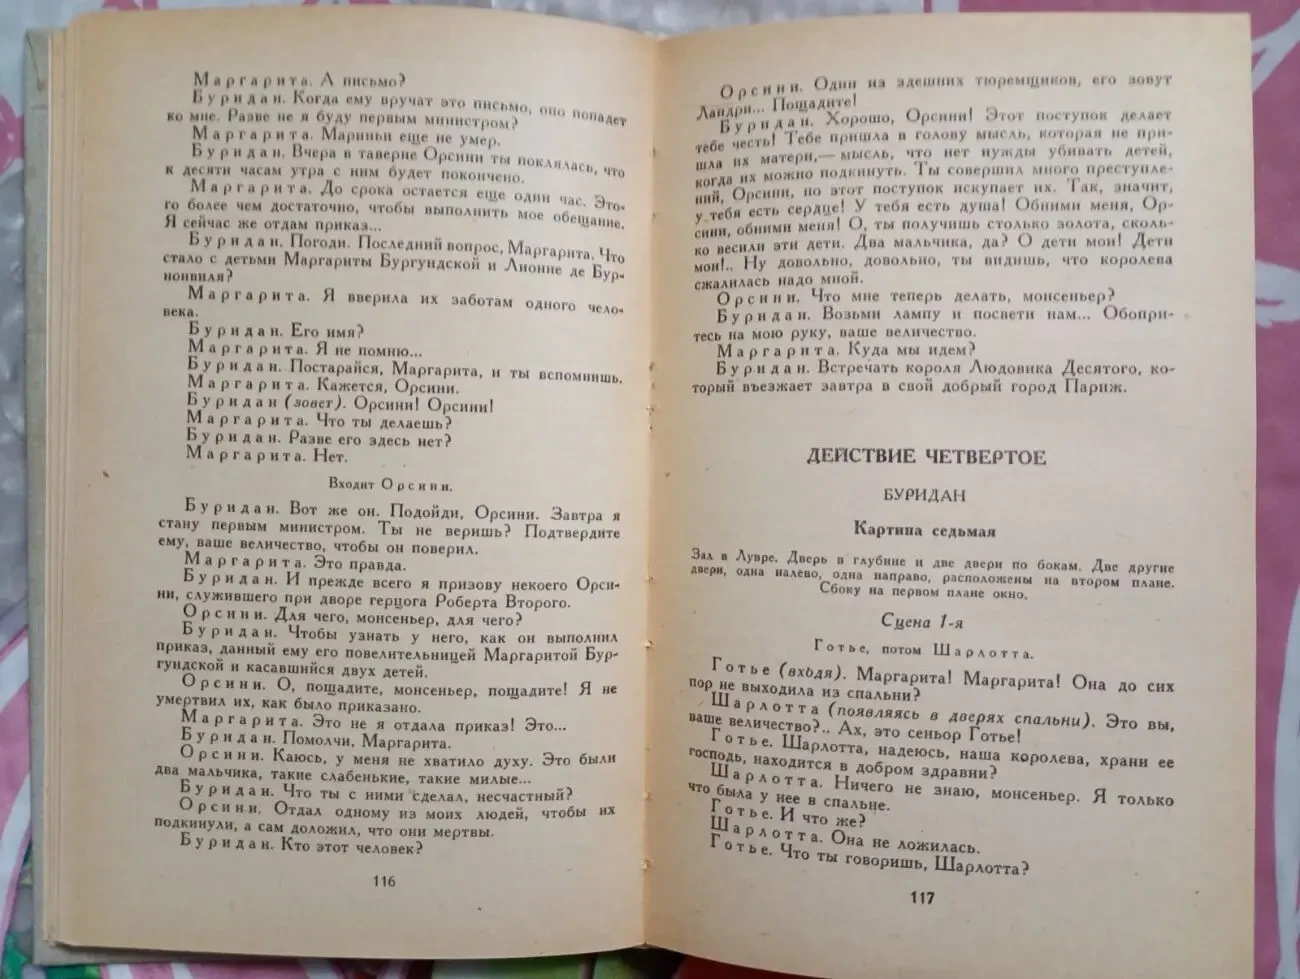 Маргарита. А письмо?
Буридан. Когда ему вручат это письмо, оно попадет
ко мне. Разве не я буду первым министром?
Маргарита. Мариньи еще не умер.
Буридан. Вчера в таверне Орсини ты поклялась, что
к десяти часам утра с ним будет покончено.
Маргарита. До срока остается еще один час. Это-
го более чем достаточно, чтобы выполнить мое обещание.
Я сейчас же отдам приказ...
Буридан. Погоди. Последний вопрос, Маргарита. Что
стало с детьми Маргариты Бургундской и Лионне де Бур-
нонвиля?
Маргарита. Я вверила их заботам одного чело-
века.
Буридан. Его имя?
Маргарита. Я не помню...
Буридан. Постарайся, Маргарита, и ты вспомнишь.
Маргарита. Кажется, Орсини.
Буридан (зовет). Орсини! Орсини!
Маргарита. Что ты делаешь?
Буридан. Разве его здесь нет?
Маргарита. Нет.
Входит Орсини.
Буридан. Вот же он. Подойди, Орсини. Завтра я
стану первым министром. Ты не веришь? Подтвердите
ему, ваше величество, чтобы он поверил.
Маргарита. Это правда.
Буридан. И прежде всего я призову некоего Орси-
ни, служившего при дворе герцога Роберта Второго.
Орсини. Для чего, монсеньер, для чего?
Буридан. Чтобы узнать у него, как он выполнил
приказ, данный ему его повелительницей Маргаритой Бур-
гундской и касавшийся двух детей.
Орсини. О, пощадите, монсеньер, пощадите! Я не
умертвил их, как было приказано.
Маргарита. Это не я отдала приказ! Это...
Буридан. Помолчи, Маргарита.
Орсини. Каюсь, у меня не хватило духу. Это были
два мальчика, такие слабенькие, такие милые...
Буридан. Что ты с ними сделал, несчастный?
Орсини. Отдал одному из моих людей, чтобы их
подкинули, а сам доложил, что они мертвы.
Буридан. Кто этот человек?
116
Орсини. Один из здешних тюремщиков, его зовут
Ландри... Пощадите!
Буридан. Хорошо, Орсини! Этот поступок делает
тебе честь! Тебе пришла в голову мысль, которая не при-
шла их матери,— мысль, что нет нужды убивать детей,
когда их можно подкинуть. Ты совершил много преступле-
ний, Орсини, но этот поступок искупает их. Так, значит,
у тебя есть сердце! У тебя есть душа! Обними меня, Ор-
сини, обними меня! О, ты получишь столько золота, сколь-
ко весили эти дети. Два мальчика, да? О дети мои! Дети
мои!.. Ну довольно, довольно, ты видишь, что королева
сжалилась надо мной.
Орсини. Что мне теперь делать, монсеньер?
Буридан. Возьми лампу и посвети нам... Обопри-
тесь на мою руку, ваше величество.
Маргарита. Куда мы идем?
Буридан. Встречать короля Людовика Десятого, ко-
торый въезжает завтра в свой добрый город Париж.
ДЕЙСТВИЕ ЧЕТВЕРТОЕ
БУРИДАН
Картина седьмая
Зал в Лувре. Дверь в глубине и две двери по бокам. Две другие
двери, одна налево, одна направо, расположены на втором плане.
Сбоку на первом плане окно.
Сцена 1-я
Готье, потом Шарлотта.
Готье (входя). Маргарита! Маргарита! Она до сих
пор не выходила из спальни?
Шарлотта (появляясь в дверях спальни). Это вы,
ваше величество?.. Ах, это сеньор Готье!
Готье. Шарлотта, надеюсь, наша королева, храни ее
господь, находится в добром здравии?
Шарлотта. Ничего не знаю, монсеньер. Я только
что была у нее в спальне.
Готье. И что же?
Шарлотта. Она не ложилась.
Готье. Что ты говоришь, Шарлотта?
117